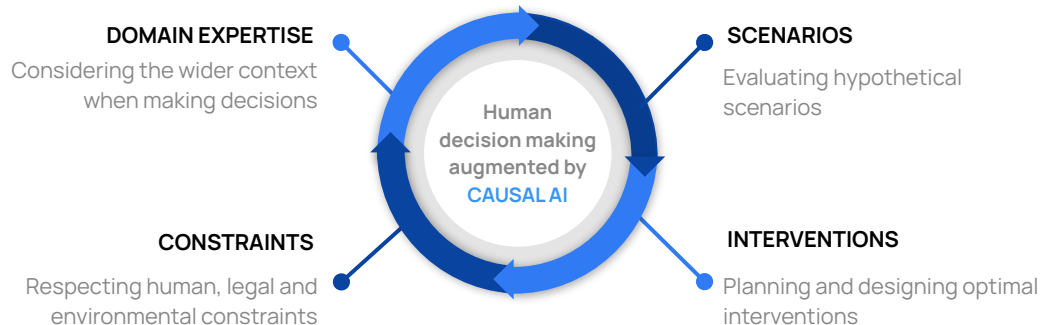 DOMAIN EXPERTISE
Considering the wider context
when making decisions
SCENARIOS
Evaluating hypothetical
scenarios
Human
decision making
augmented by
CAUSAL AI
CONSTRAINTS
Respecting human, legal and
environmental constraints
INTERVENTIONS
Planning and designing optimal
interventions